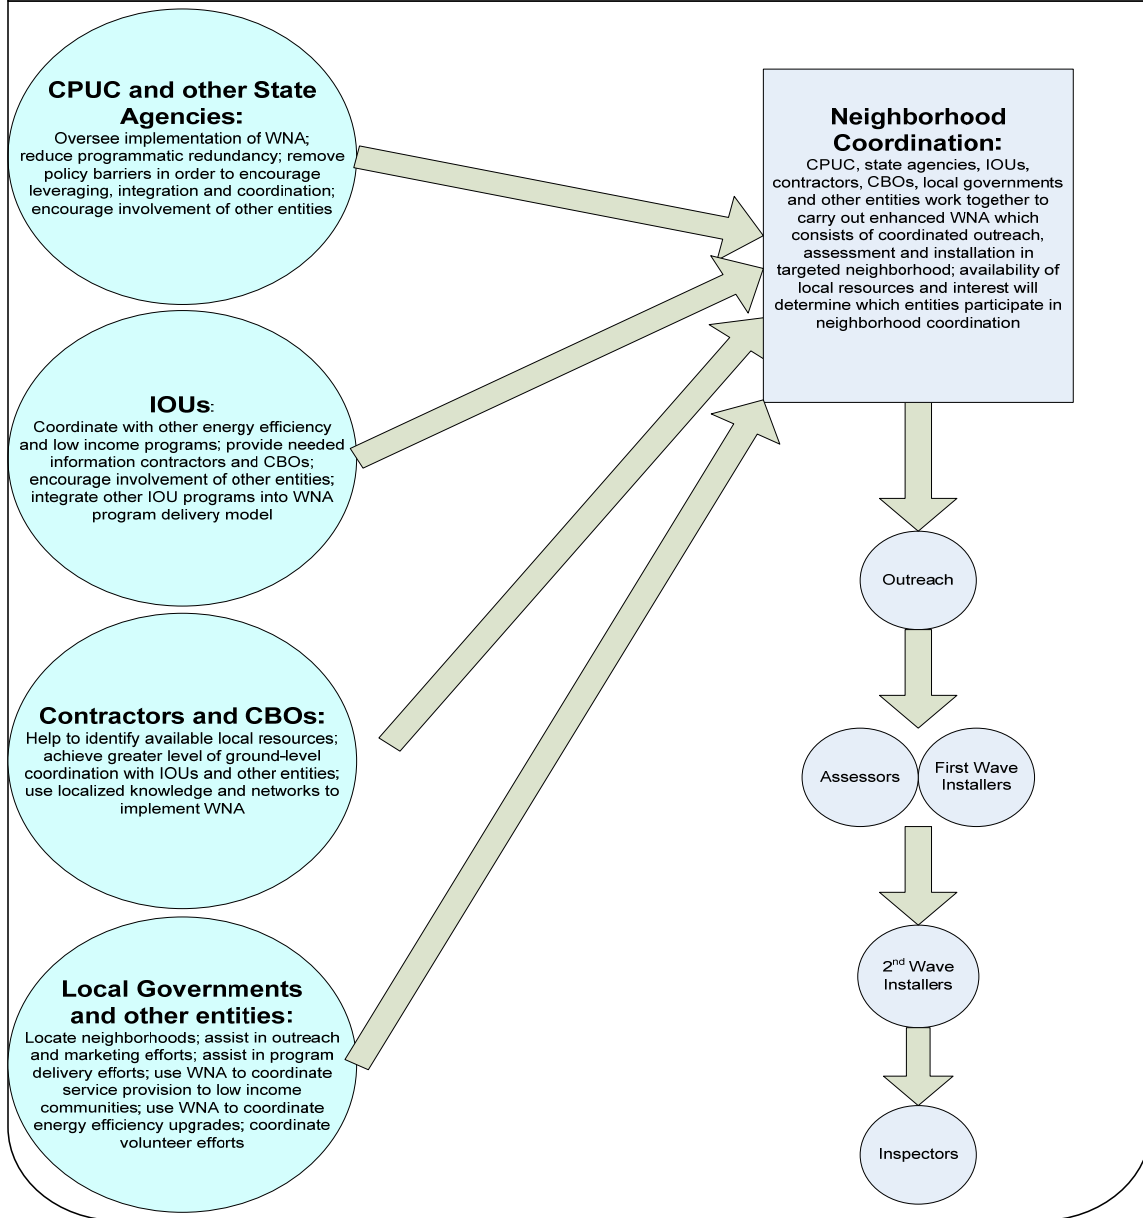 CPUC and other State
Agencies:
Oversee implementation of WNA;
reduce programmatic redundancy; remove
policy barriers in order to encourage
leveraging, integration and coordination;
encourage involvement of other entities
IOUs:
Coordinate with other energy efficiency
and low income programs; provide needed
information contractors and CBOs;
encourage involvement of other entities;
integrate other IOU programs into WNA
program delivery model
Contractors and CBOs:
Help to identify available local resources;
achieve greater level of ground-level
coordination with IOUs and other entities;
use localized knowledge and networks to
implement WNA
Local Governments
and other entities:
Locate neighborhoods; assist in outreach
and marketing efforts; assist in program
delivery efforts; use WNA to coordinate
service provision to low income
communities; use WNA to coordinate
energy efficiency upgrades; coordinate
volunteer efforts
Neighborhood
Coordination:
CPUC, state agencies, IOUs,
contractors, CBOs, local governments
and other entities work together to
carry out enhanced WNA which
consists of coordinated outreach,
assessment and installation in
targeted neighborhood; availability of
local resources and interest will
determine which entities participate in
neighborhood coordination
Outreach
Assessors
First Wave
Installers
2nd Wave
Installers
Inspectors